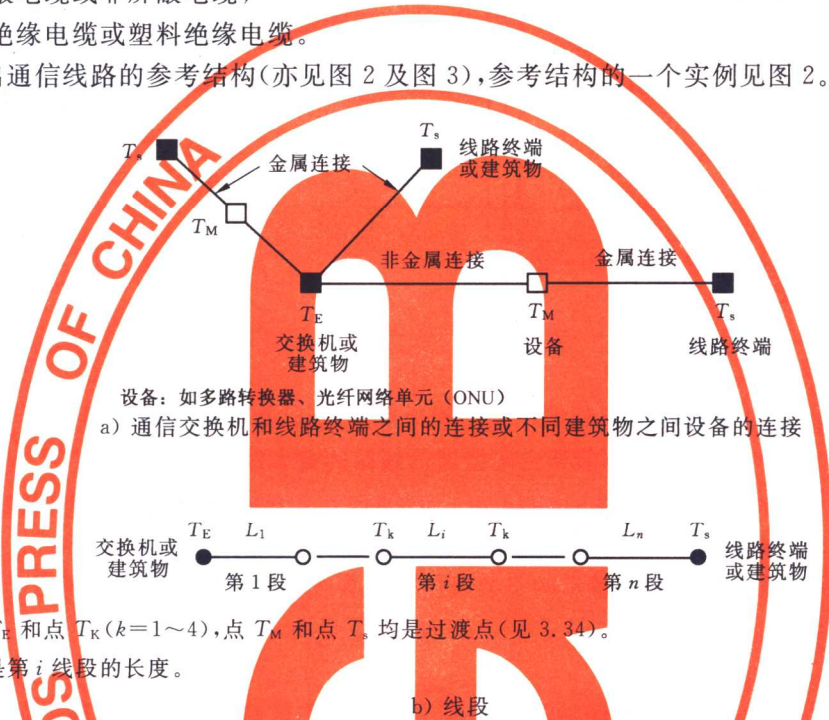 绝缘电缆或塑料绝缘电缆。
通信线路的参考结构(亦见图 2 及图 3),参考结构的一个实例见图 2。
Ts
金属连接
Ts
线路终端
或建筑物
TM
非金属连接
金属连接
TE
TM
Ts
交换机或
建筑物
设备
线路终端
设备：如多路转换器、光纤网络单元（ONU）
a) 通信交换机和线路终端之间的连接或不同建筑物之间设备的连接
TE L1 Tk Li Tk Ln Ts
交换机或
建筑物
线路终端
或建筑物
第 1 段 第 i 段 第 n 段
TE 和点 TK(k=1~4),点 TM 和点 Ts 均是过渡点(见 3.34)。
是第 i 线段的长度。
b) 线段
PRESS OF CHINA